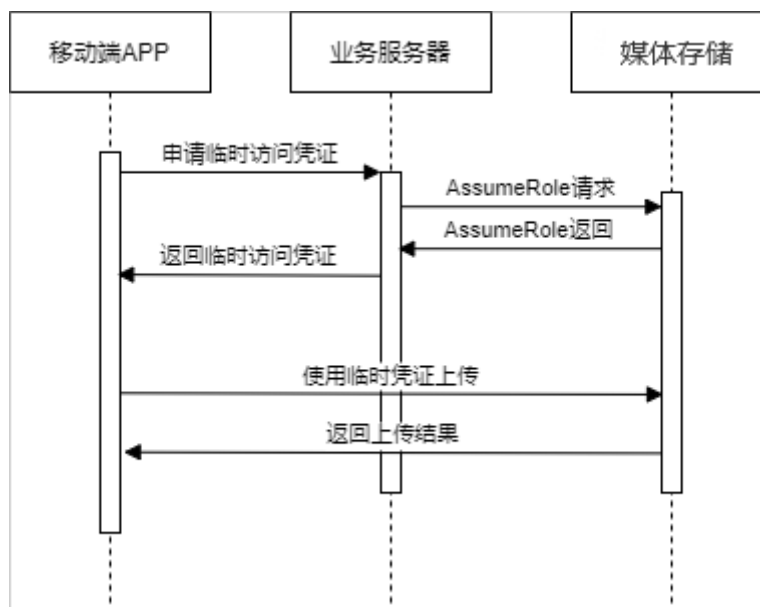 移动端APP
业务服务器
媒体存储
申请临时访问凭证
AssumeRole请求
AssumeRole返回
返回临时访问凭证
使用临时凭证上传
返回上传结果